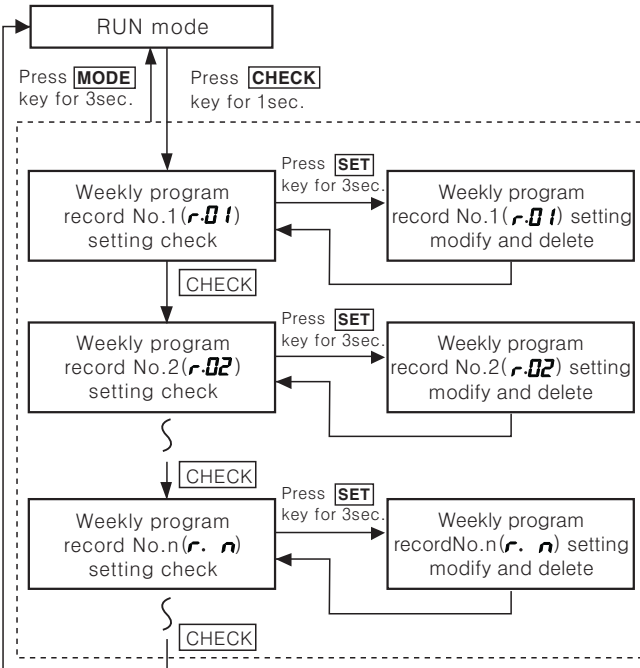 RUN mode
Press MODE
key for 3sec.
Press CHECK
key for 1sec.
Weekly program
record No.1(r.01)
setting check
Press SET
key for 3sec.
Weekly program
record No.1(r.01) setting
modify and delete
CHECK
Weekly program
record No.2(r.02)
setting check
Press SET
key for 3sec.
Weekly program
record No.2(r.02) setting
modify and delete
CHECK
Weekly program
record No.n(r. n)
setting check
Press SET
key for 3sec.
Weekly program
recordNo.n(r. n) setting
modify and delete
CHECK